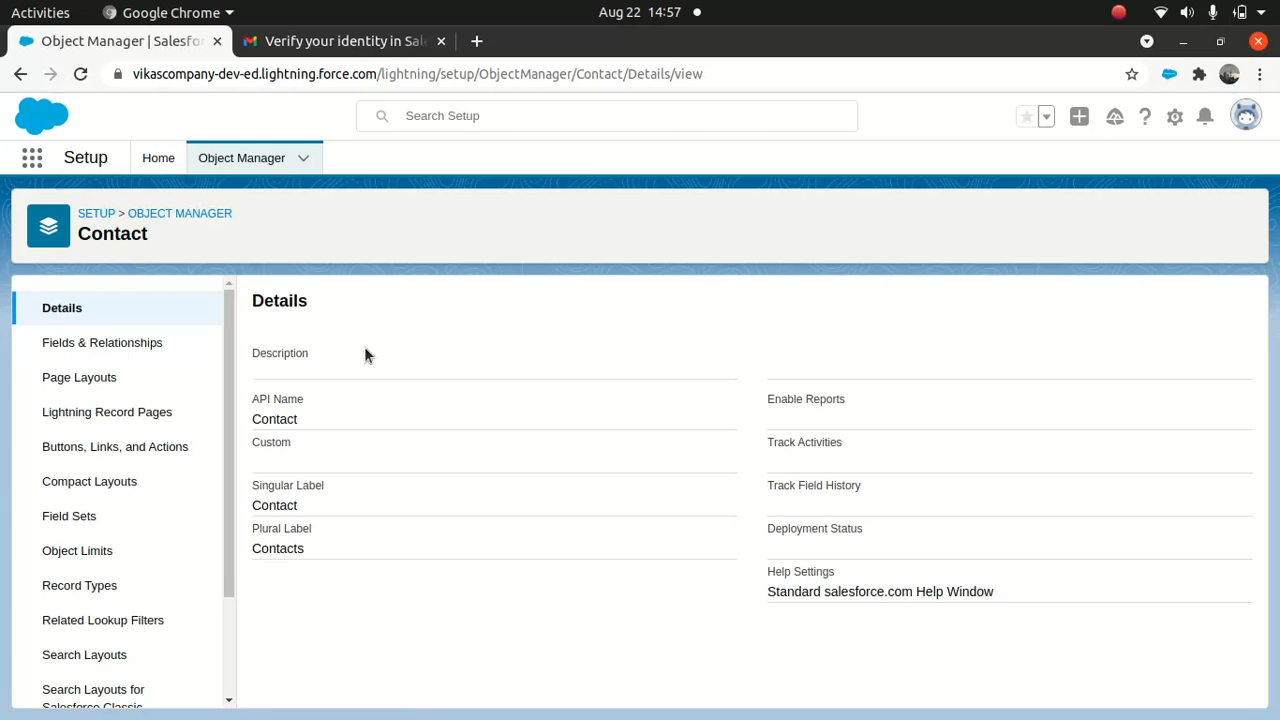 Activities
Google Chrome
Aug 22 14:57
Object Manager | Salesfor
Verify your identity in Sal
vikascompany-dev-ed.lightning.force.com/lightning/setup/ObjectManager/Contact/Details/view
Search Setup
Setup
Home
Object Manager
SETUP > OBJECT MANAGER
Contact
Details
Fields & Relationships
Page Layouts
Lightning Record Pages
Buttons, Links, and Actions
Compact Layouts
Field Sets
Object Limits
Record Types
Related Lookup Filters
Search Layouts
Search Layouts for
Salesforce Classic
Details
Description
API Name
Contact
Custom
Singular Label
Contact
Plural Label
Contacts
Enable Reports
Track Activities
Track Field History
Deployment Status
Help Settings
Standard salesforce.com Help Window